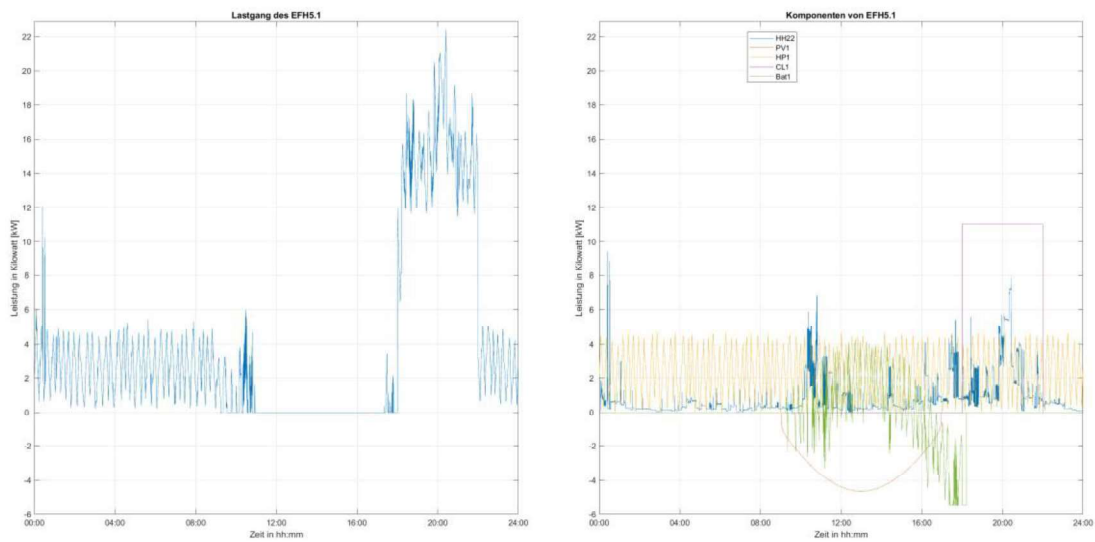 Lastgang des EFH5.1
22
20
18
16
14
12
10
8
6
4
2
0
-2
-4
-6
Leistung in Kilowatt [kW]
00:00 04:00 08:00 12:00 16:00 20:00 24:00
Zeit in hh:mm
Komponenten von EFH5.1
HH22
PV1
HP1
CL1
Bat1
22
20
18
16
14
12
10
8
6
4
2
0
-2
-4
-6
Leistung in Kilowatt [kW]
00:00 04:00 08:00 12:00 16:00 20:00 24:00
Zeit in hh:mm